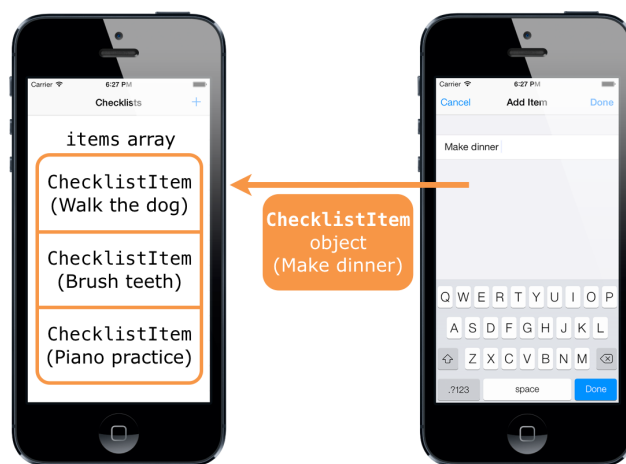 Carrier 6:27 PM
Checklists +
items array
ChecklistItem
(Walk the dog)
ChecklistItem
(Brush teeth)
ChecklistItem
(Piano practice)
ChecklistItem
object
(Make dinner)
Carrier 6:27 PM
Cancel Add Item Done
Make dinner
Q W E R T Y U I O P
A S D F G H J K L
Z X C V B N M
.?123 space Done